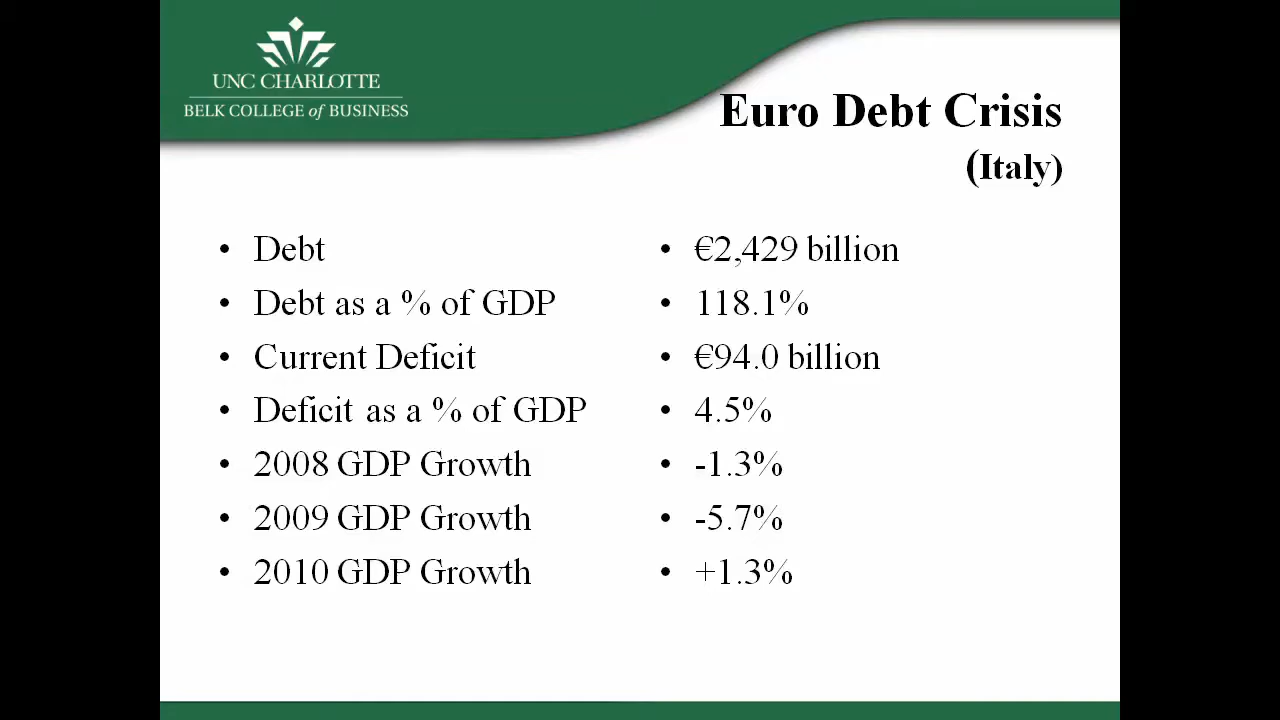 UNC CHARLOTTE
BELK COLLEGE of BUSINESS
Euro Debt Crisis
(Italy)
• Debt
• Debt as a % of GDP
• Current Deficit
• Deficit as a % of GDP
• 2008 GDP Growth
• 2009 GDP Growth
• 2010 GDP Growth
• €2,429 billion
• 118.1%
• €94.0 billion
• 4.5%
• -1.3%
• -5.7%
• +1.3%